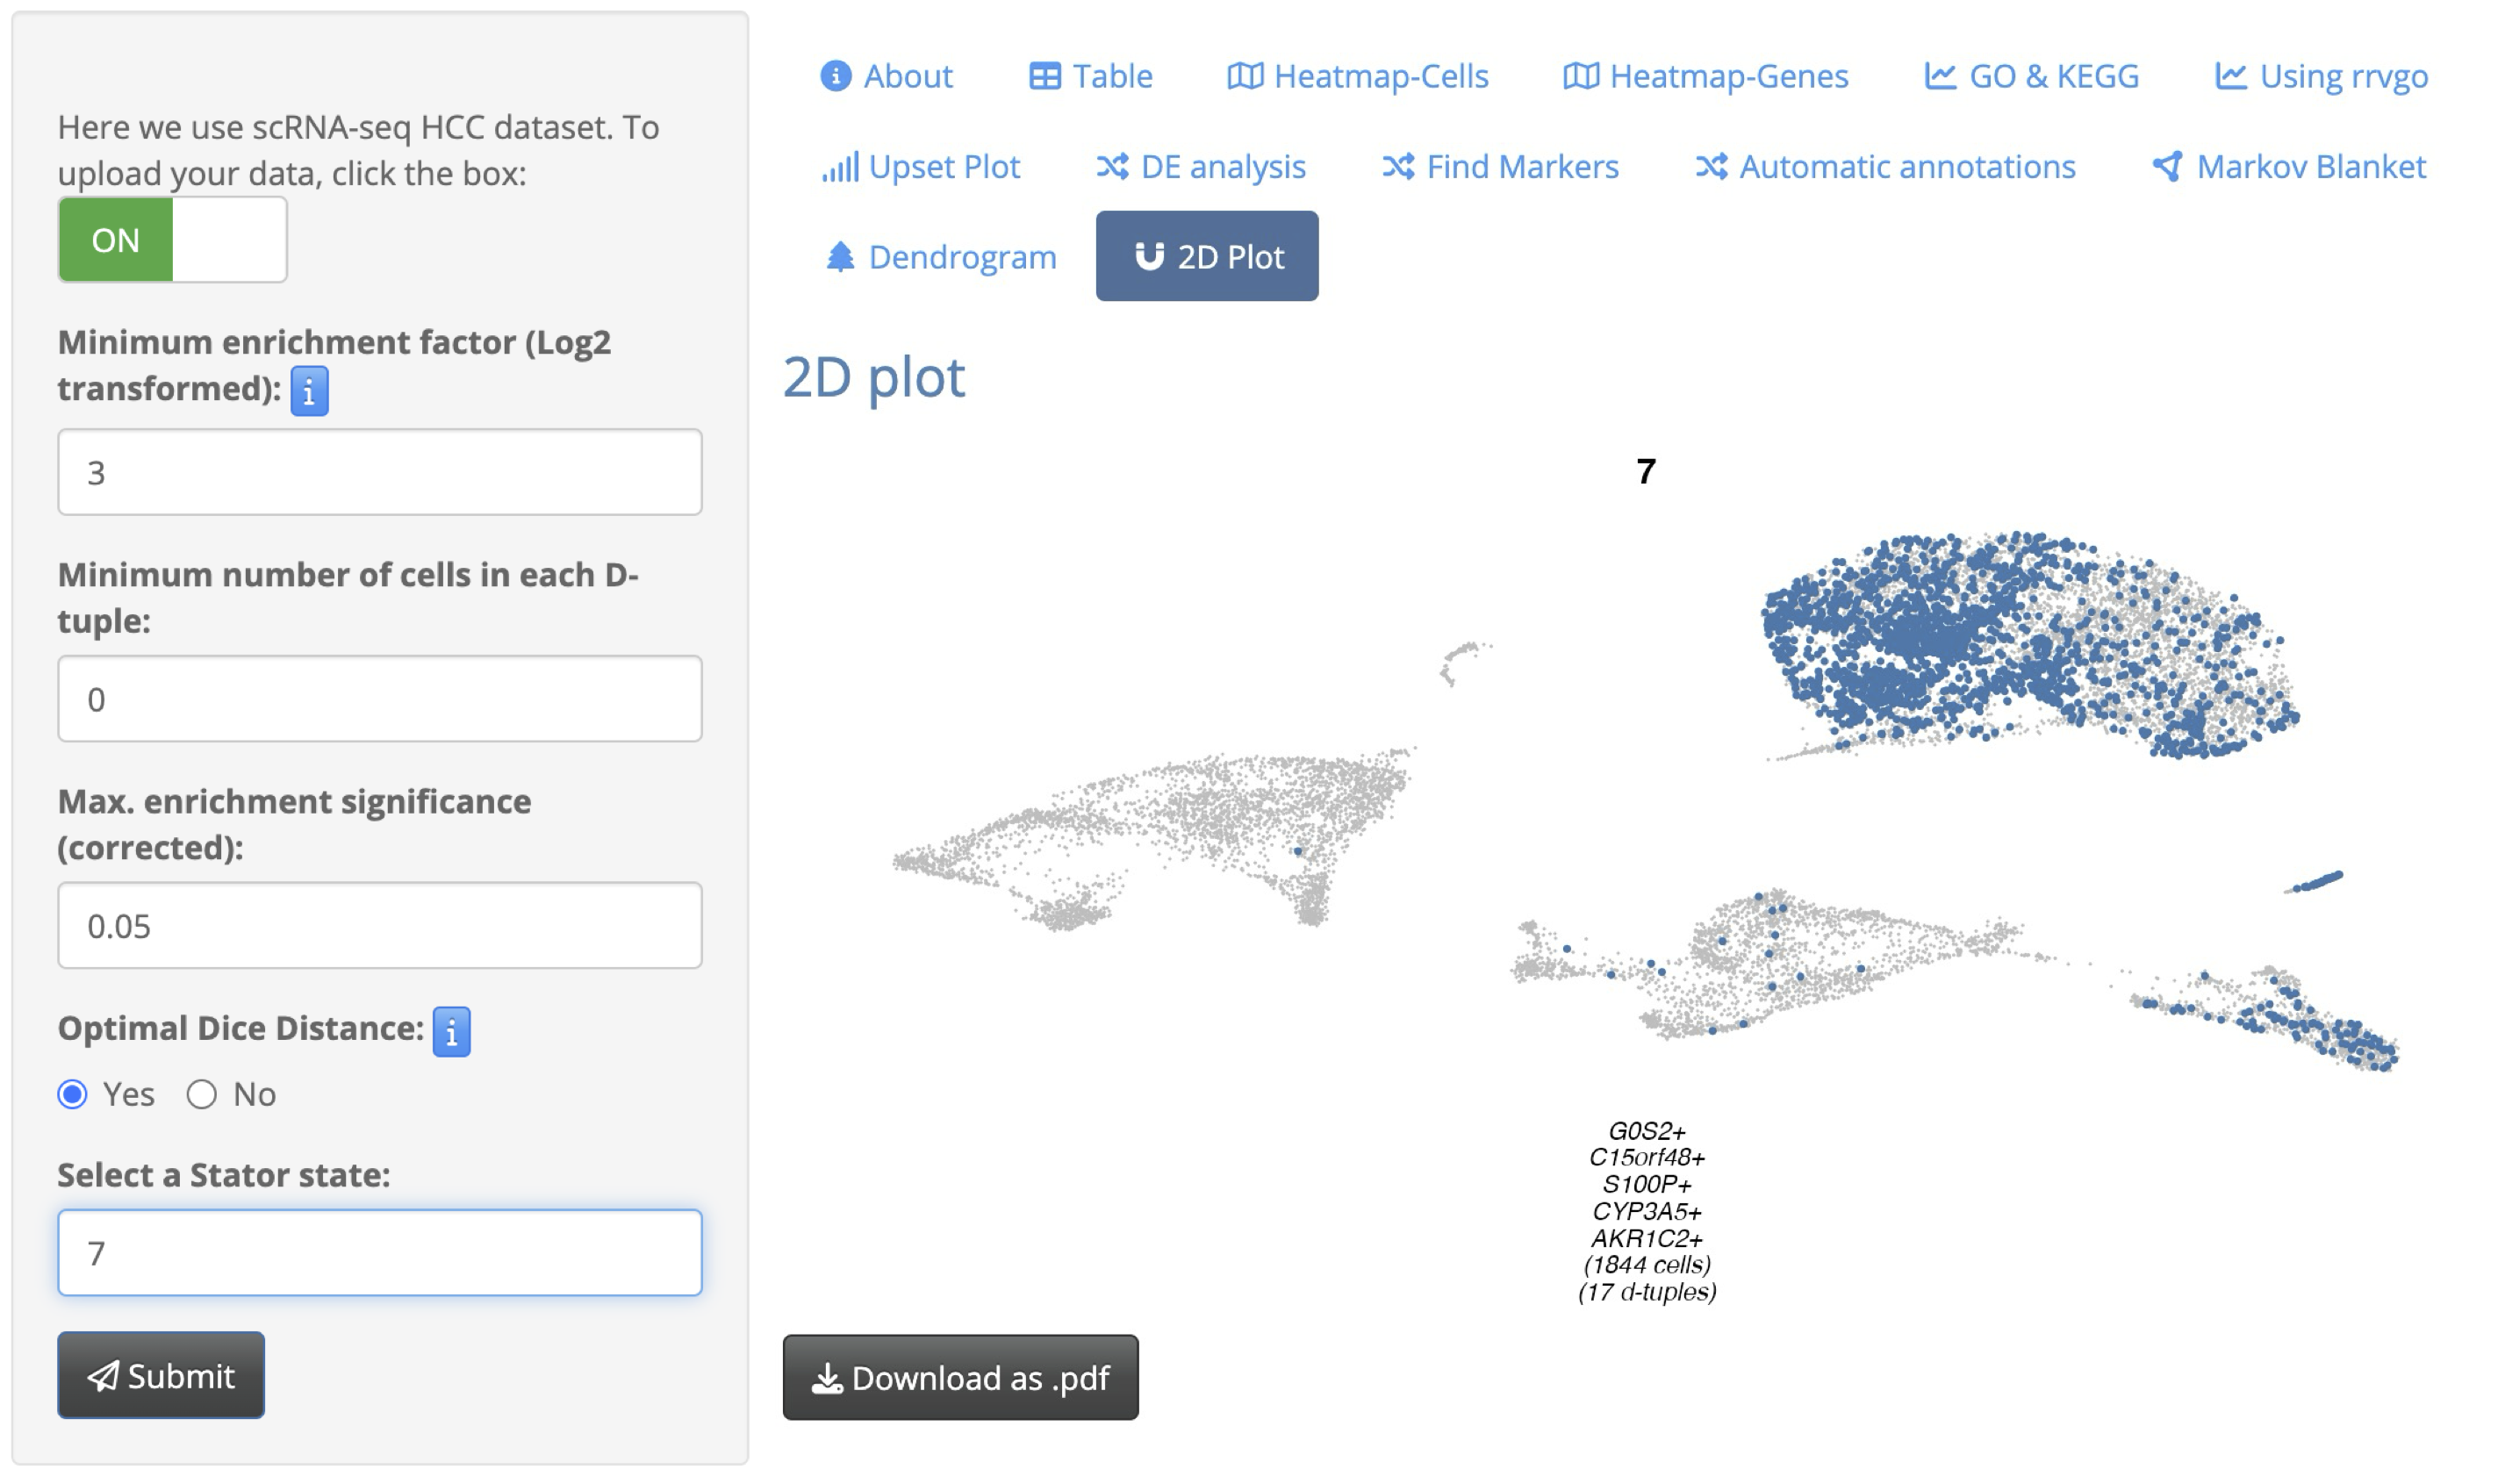 Here we use scRNA-seq HCC dataset. To
upload your data, click the box:
ON
Minimum enrichment factor (Log2
transformed): i
3
Minimum number of cells in each D-
tuple:
0
Max. enrichment significance
(corrected):
0.05
Optimal Dice Distance: i
Yes No
Select a Stator state:
7
Submit
About Table Heatmap-Cells Heatmap-Genes GO & KEGG Using rrvgo
Upset Plot DE analysis Find Markers Automatic annotations Markov Blanket
Dendrogram 2D Plot
2D plot
7
G0S2+
C15orf48+
S100P+
CYP3A5+
AKR1C2+
(1844 cells)
(17 d-tuples)
Download as .pdf